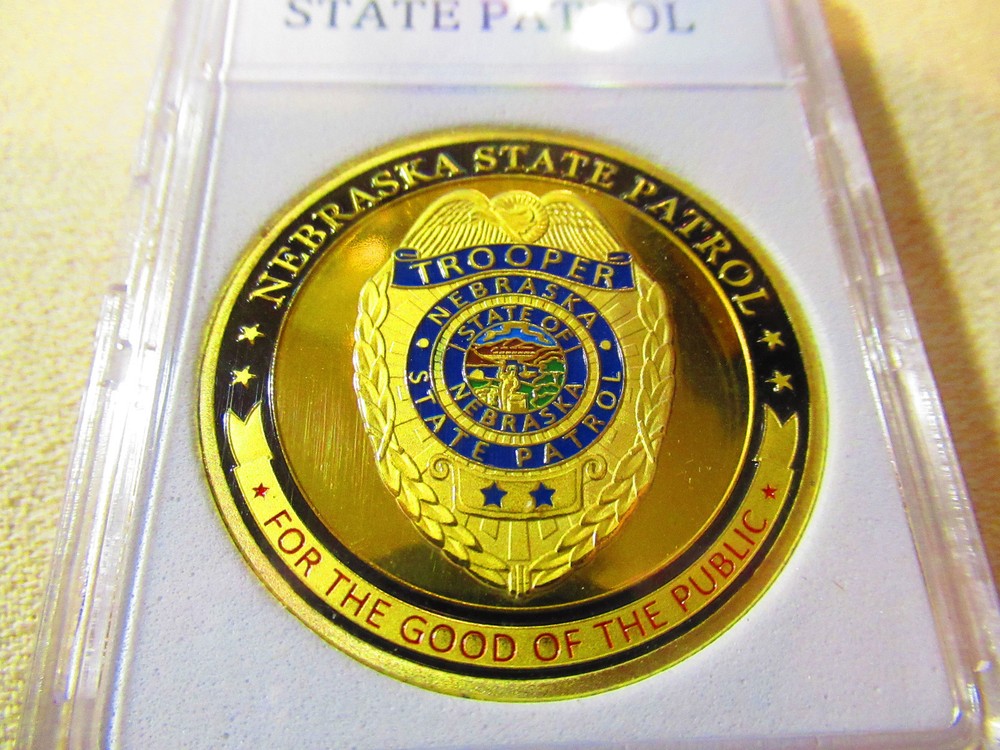 STATE PATROL
NEBRASKA STATE PATROL
TROOPER
NEBRASKA
STATE PATROL
STATE OF
NEBRASKA
FOR THE GOOD OF THE PUBLIC